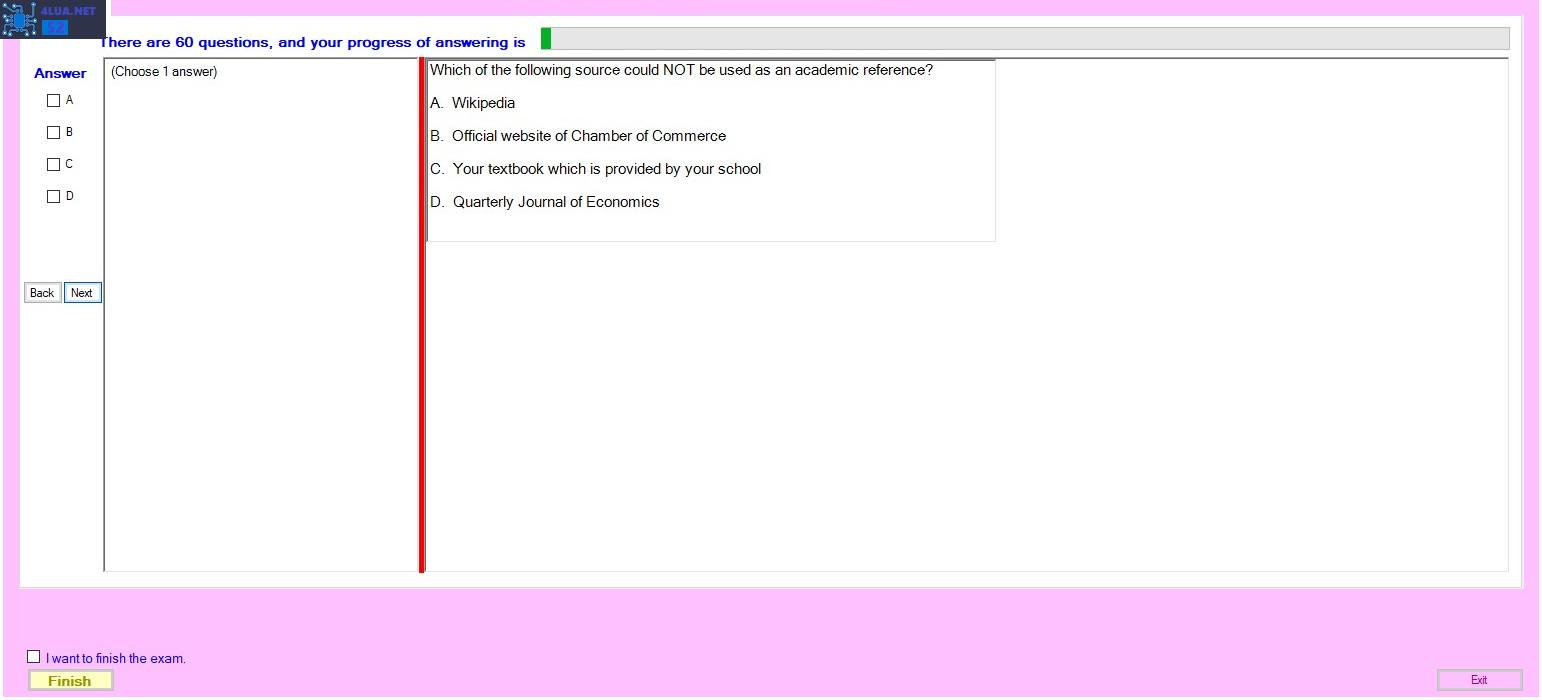 4LUA.NET
52
There are 60 questions, and your progress of answering is
Answer
A
B
C
D
Back Next
(Choose 1 answer)
Which of the following source could NOT be used as an academic reference?
A. Wikipedia
B. Official website of Chamber of Commerce
C. Your textbook which is provided by your school
D. Quarterly Journal of Economics
I want to finish the exam.
Finish
Exit